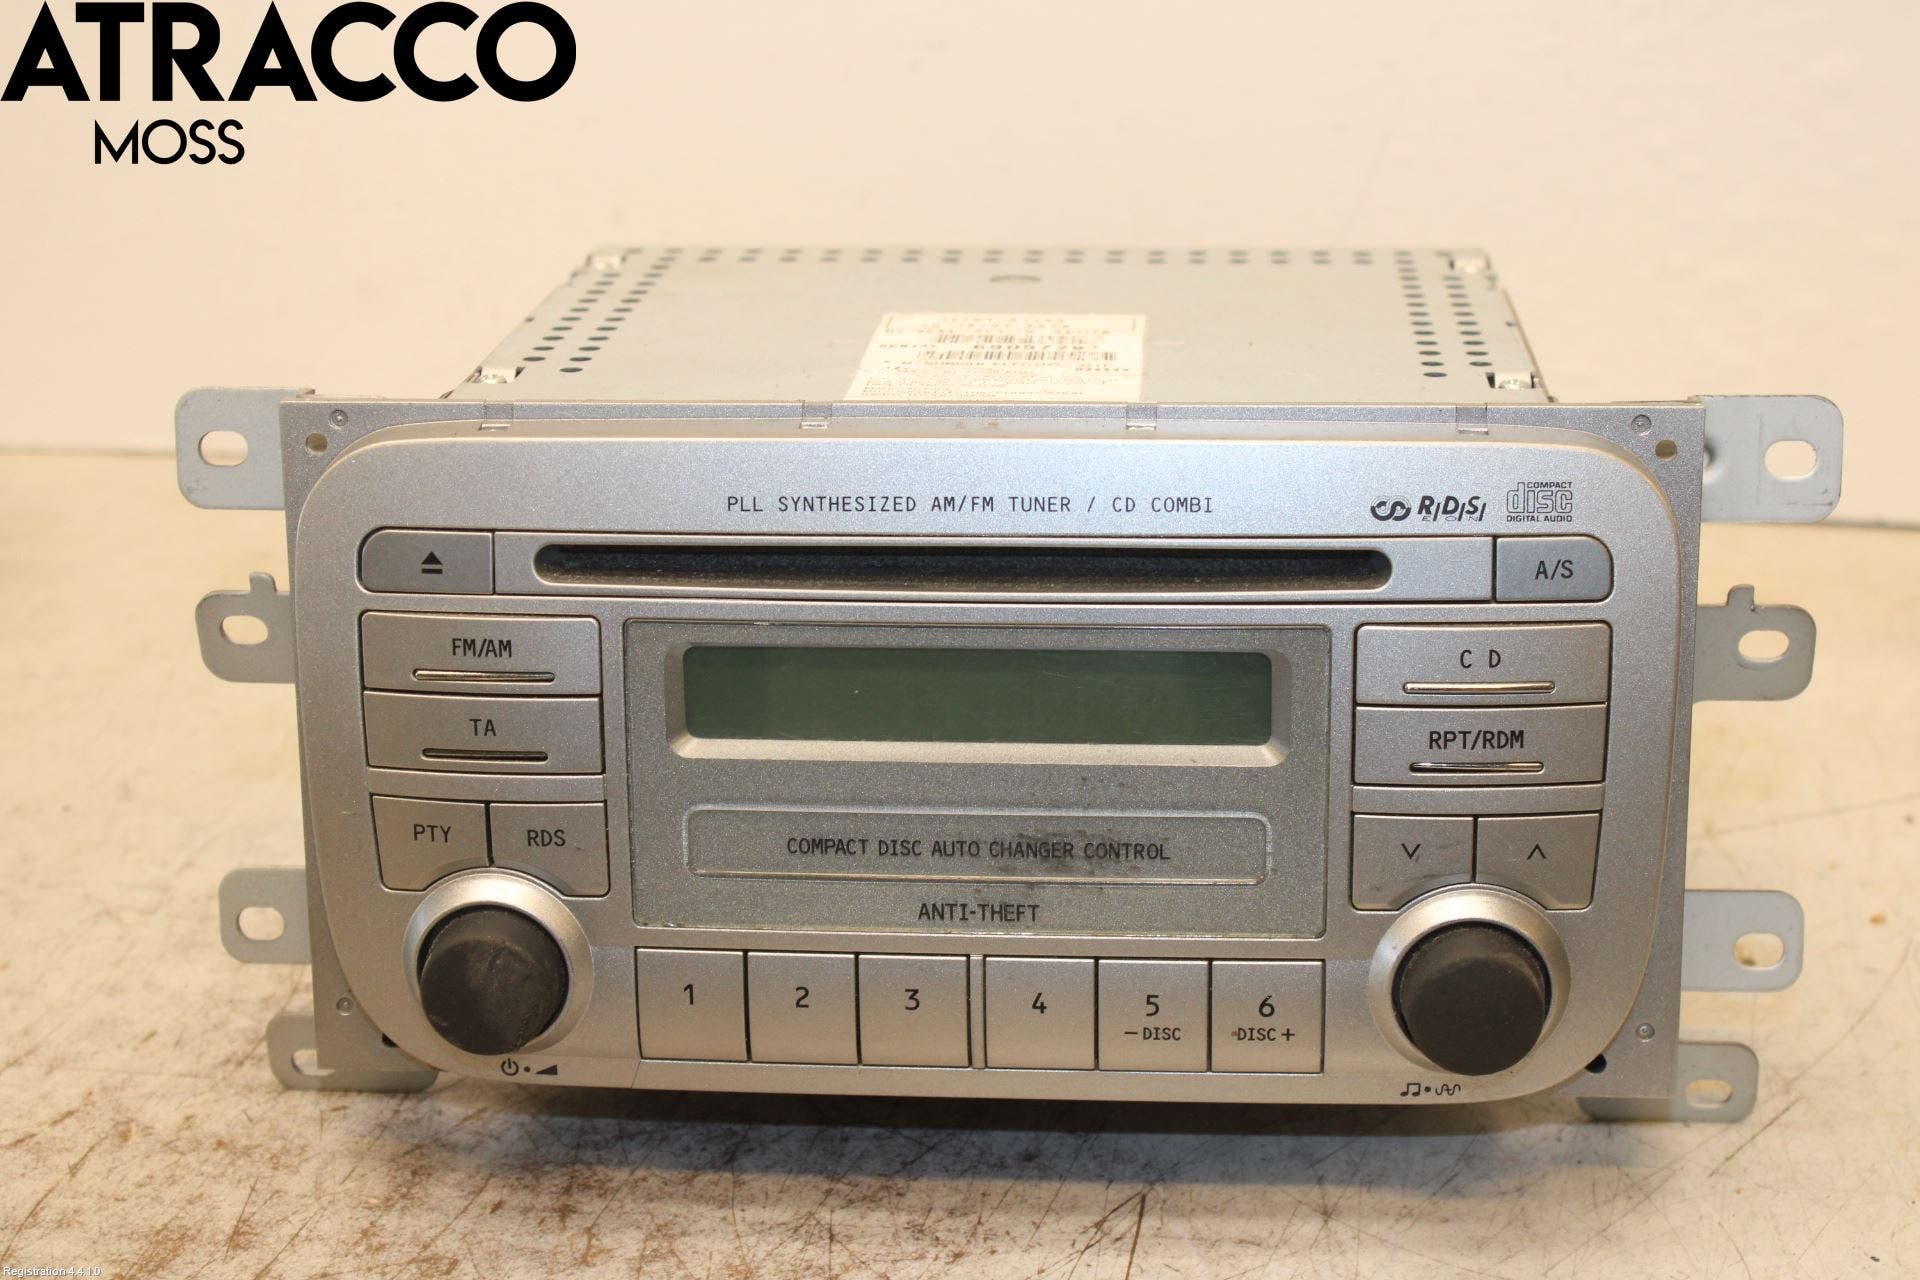 ATRACCO
MOSS
PLL SYNTHESIZED AM/FM TUNER / CD COMBI
R/D/S/
EON
COMPACT
disc
DIGITAL AUDIO
A/S
FM/AM
CD
TA
RPT/RDM
PTY
RDS
COMPACT DISC AUTO CHANGER CONTROL
ANTI-THEFT
1
2
3
4
5
6
−DISC
DISC+
Registration 4.4.1.0